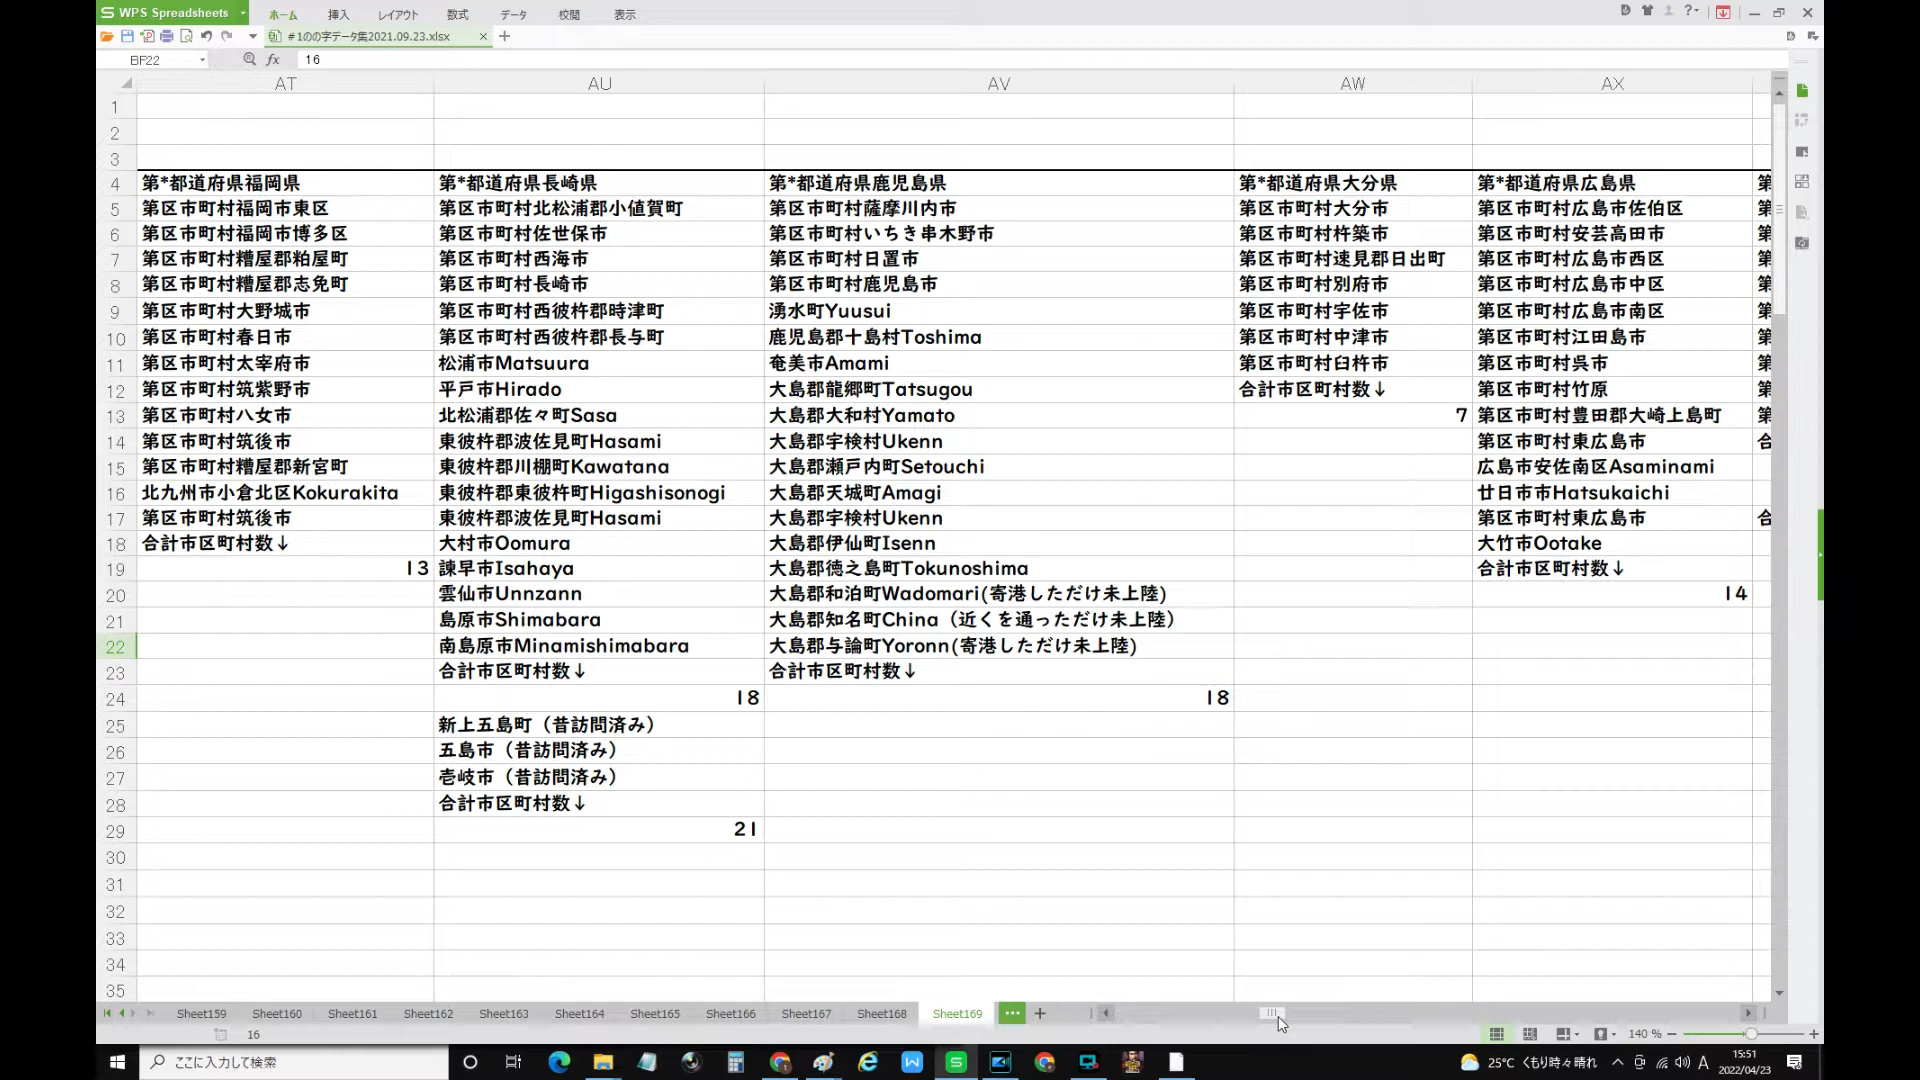 WPS Spreadsheets
ホーム 挿入 レイアウト 数式 データ 校閲 表示
#1のの字データ集2021.09.23.xlsx
BF22 fx 16
AT AU AV AW AX
1
2
3
4 第*都道府県福岡県 第*都道府県長崎県 第*都道府県鹿児島県 第*都道府県大分県 第*都道府県広島県 第
5 第区市町村福岡市東区 第区市町村北松浦郡小値賀町 第区市町村薩摩川内市 第区市町村大分市 第区市町村広島市佐伯区 第
6 第区市町村福岡市博多区 第区市町村佐世保市 第区市町村いちき串木野市 第区市町村杵築市 第区市町村安芸高田市 第
7 第区市町村糟屋郡粕屋町 第区市町村西海市 第区市町村日置市 第区市町村速見郡日出町 第区市町村広島市西区 第
8 第区市町村糟屋郡志免町 第区市町村長崎市 第区市町村鹿児島市 第区市町村別府市 第区市町村広島市中区 第
9 第区市町村大野城市 第区市町村西彼杵郡時津町 湧水町Yuusui 第区市町村宇佐市 第区市町村広島市南区 第
10 第区市町村春日市 第区市町村西彼杵郡長与町 鹿児島郡十島村Toshima 第区市町村中津市 第区市町村江田島市 第
11 第区市町村太宰府市 松浦市Matsuura 奄美市Amami 第区市町村臼杵市 第区市町村呉市 第
12 第区市町村筑紫野市 平戸市Hirado 大島郡龍郷町Tatsugou 合計市区町村数↓ 第区市町村竹原 第
13 第区市町村八女市 北松浦郡佐々町Sasa 大島郡大和村Yamato 7 第区市町村豊田郡大崎上島町 第
14 第区市町村筑後市 東彼杵郡波佐見町Hasami 大島郡宇検村Ukenn 第区市町村東広島市 合
15 第区市町村糟屋郡新宮町 東彼杵郡川棚町Kawatana 大島郡瀬戸内町Setouchi 広島市安佐南区Asaminami
16 北九州市小倉北区Kokurakita 東彼杵郡東彼杵町Higashisonogi 大島郡天城町Amagi 廿日市市Hatsukaichi
17 第区市町村筑後市 東彼杵郡波佐見町Hasami 大島郡宇検村Ukenn 第区市町村東広島市 合
18 合計市区町村数↓ 大村市Oomura 大島郡伊仙町Isenn 大竹市Ootake
19 13 諫早市Isahaya 大島郡徳之島町Tokunoshima 合計市区町村数↓
20 雲仙市Unnzann 大島郡和泊町Wadomari(寄港しただけ未上陸) 14
21 島原市Shimabara 大島郡知名町China（近くを通っただけ未上陸）
22 南島原市Minamishimabara 大島郡与論町Yoronn(寄港しただけ未上陸)
23 合計市区町村数↓ 合計市区町村数↓
24 18 18
25 新上五島町（昔訪問済み）
26 五島市（昔訪問済み）
27 壱岐市（昔訪問済み）
28 合計市区町村数↓
29 21
30
31
32
33
34
35
Sheet159 Sheet160 Sheet161 Sheet162 Sheet163 Sheet164 Sheet165 Sheet166 Sheet167 Sheet168 Sheet169
16 140 %
ここに入力して検索 25°C くもり時々晴れ A 15:51
2022/04/23